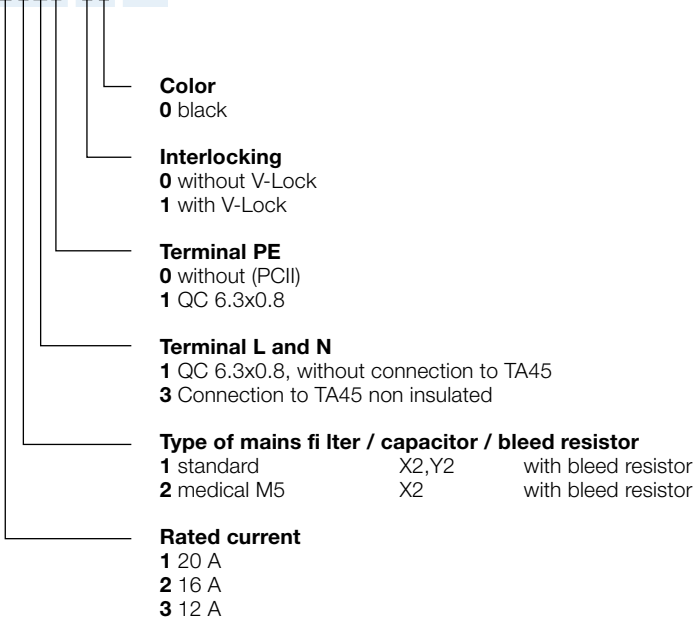 Color
0 black
Interlocking
0 without V-Lock
1 with V-Lock
Terminal PE
0 without (PCII)
1 QC 6.3x0.8
Terminal L and N
1 QC 6.3x0.8, without connection to TA45
3 Connection to TA45 non insulated
Type of mains fi lter / capacitor / bleed resistor
1 standard X2,Y2 with bleed resistor
2 medical M5 X2 with bleed resistor
Rated current
1 20 A
2 16 A
3 12 A